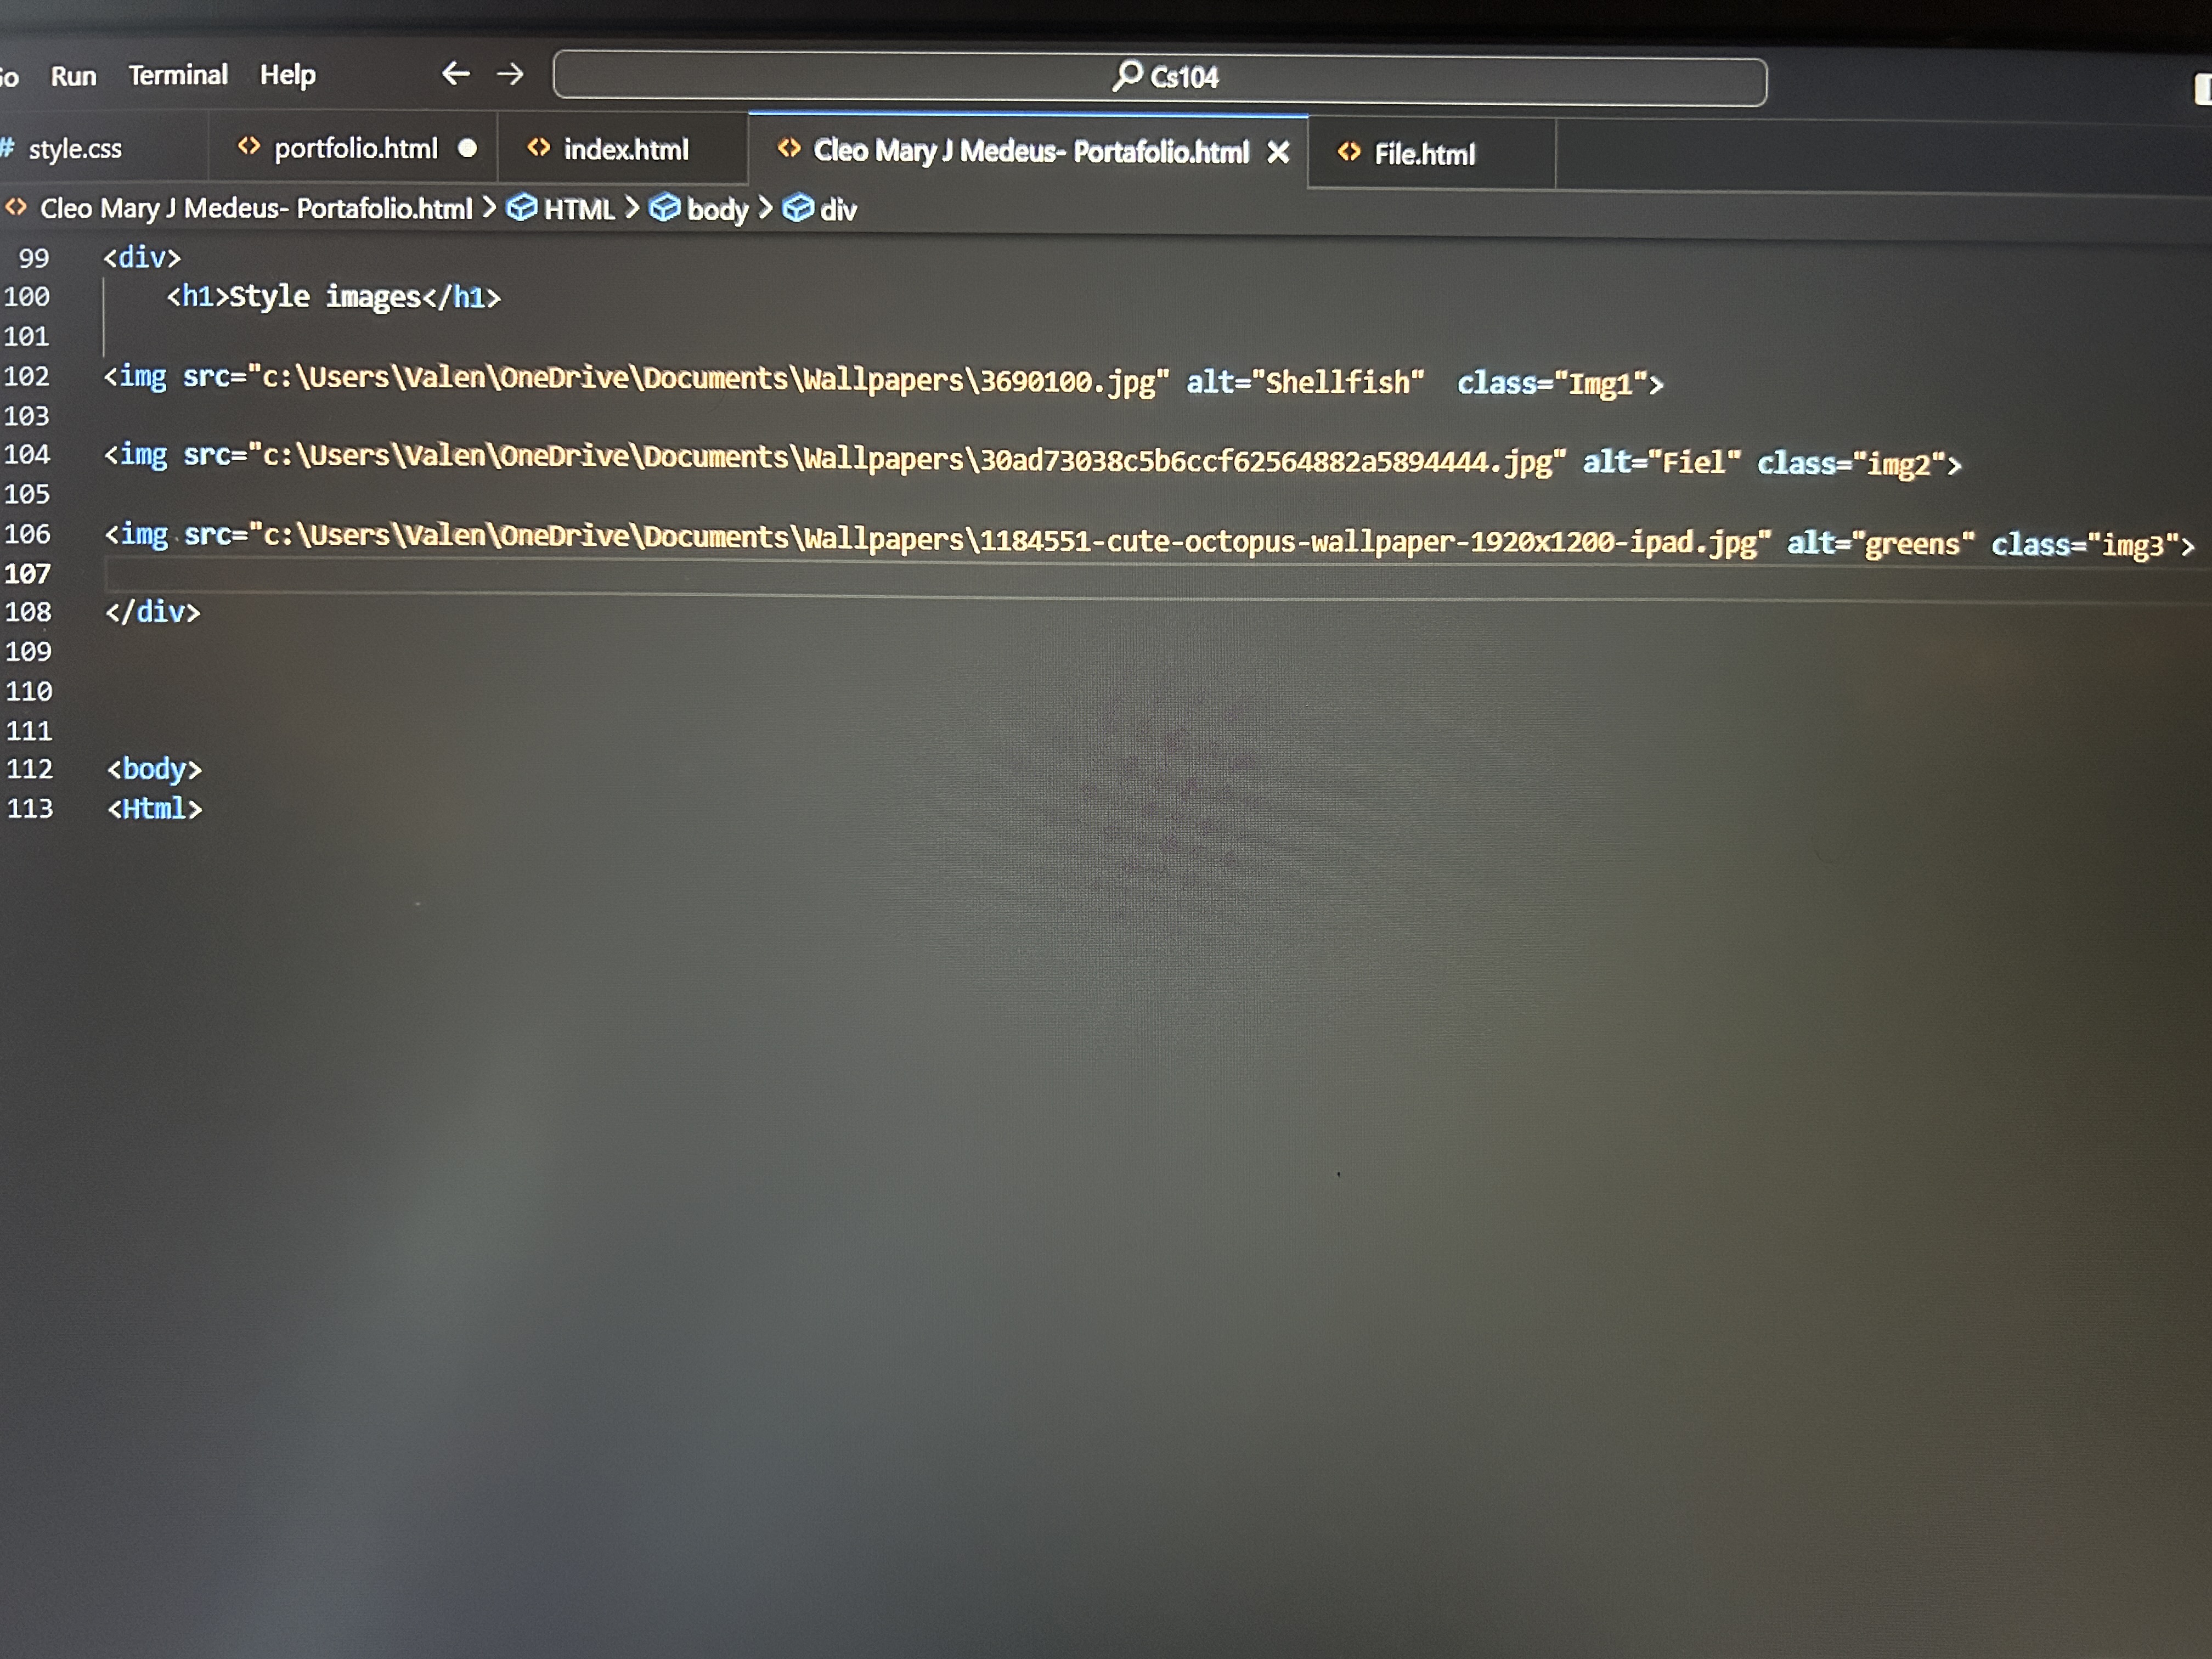 Run Terminal Help Cs104
style.css portfolio.html index.html Cleo Mary J Medeus- Portafolio.html File.html
Cleo Mary J Medeus- Portafolio.html > HTML > body > div
99 <div>
100 <h1>Style images</h1>
101
102 <img src="c:\Users\Valen\OneDrive\Documents\Wallpapers\3690100.jpg" alt="Shellfish"  class="Img1">
103
104 <img src="c:\Users\Valen\OneDrive\Documents\Wallpapers\30ad73038c5b6ccf62564882a5894444.jpg" alt="Fiel" class="img2">
105
106 <img src="c:\Users\Valen\OneDrive\Documents\Wallpapers\1184551-cute-octopus-wallpaper-1920x1200-ipad.jpg" alt="greens" class="img3">
107
108 </div>
109
110
111
112 <body>
113 <Html>